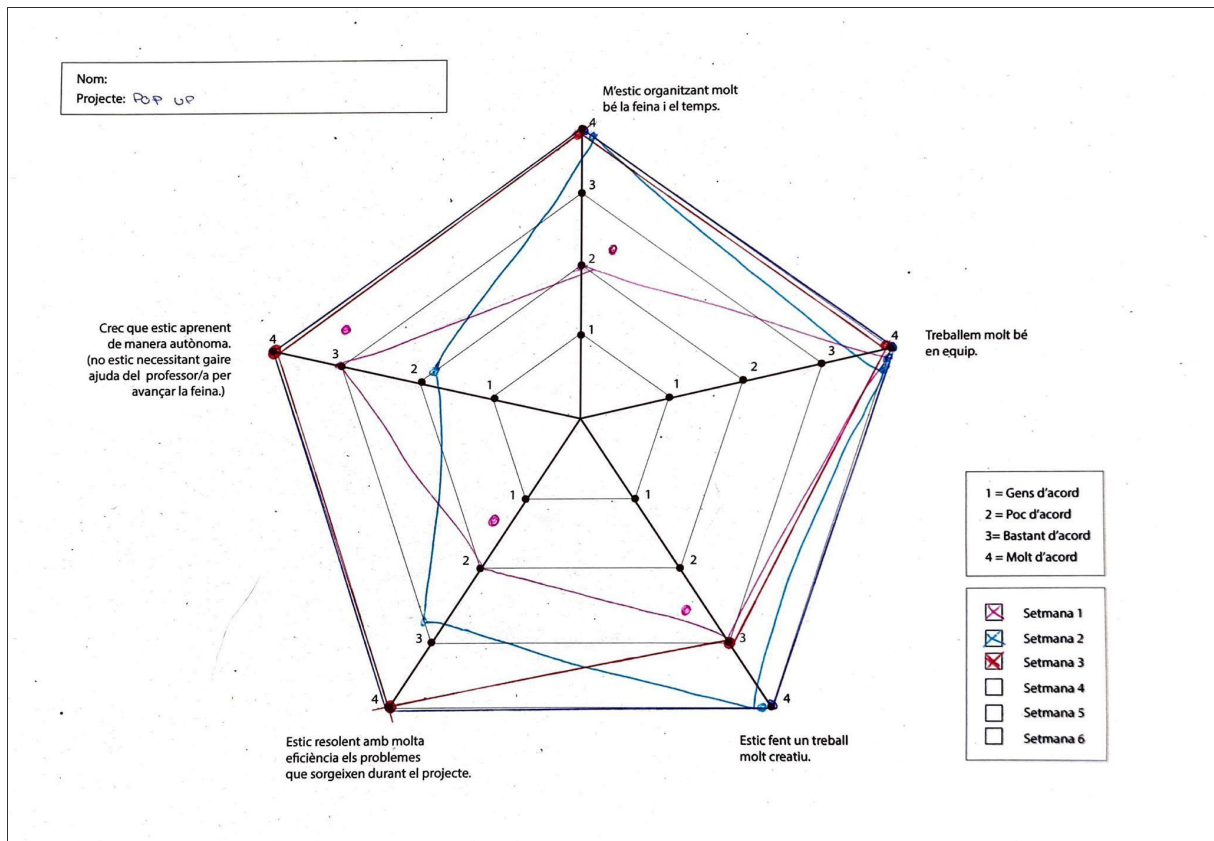 Nom:
Projecte: POP UP
M'estic organitzant molt
bé la feina i el temps.
4
3
2
1
Crec que estic aprenent
de manera autònoma.
(no estic necessitant gaire
ajuda del professor/a per
avançar la feina.)
4
3
2
1
1
2
3
4
Treballem molt bé
en equip.
1
2
3
4
1
2
3
4
Estic resolent amb molta
eficiència els problemes
que sorgeixen durant el projecte.
Estic fent un treball
molt creatiu.
1 = Gens d'acord
2 = Poc d'acord
3= Bastant d'acord
4 = Molt d'acord
Setmana 1
Setmana 2
Setmana 3
Setmana 4
Setmana 5
Setmana 6